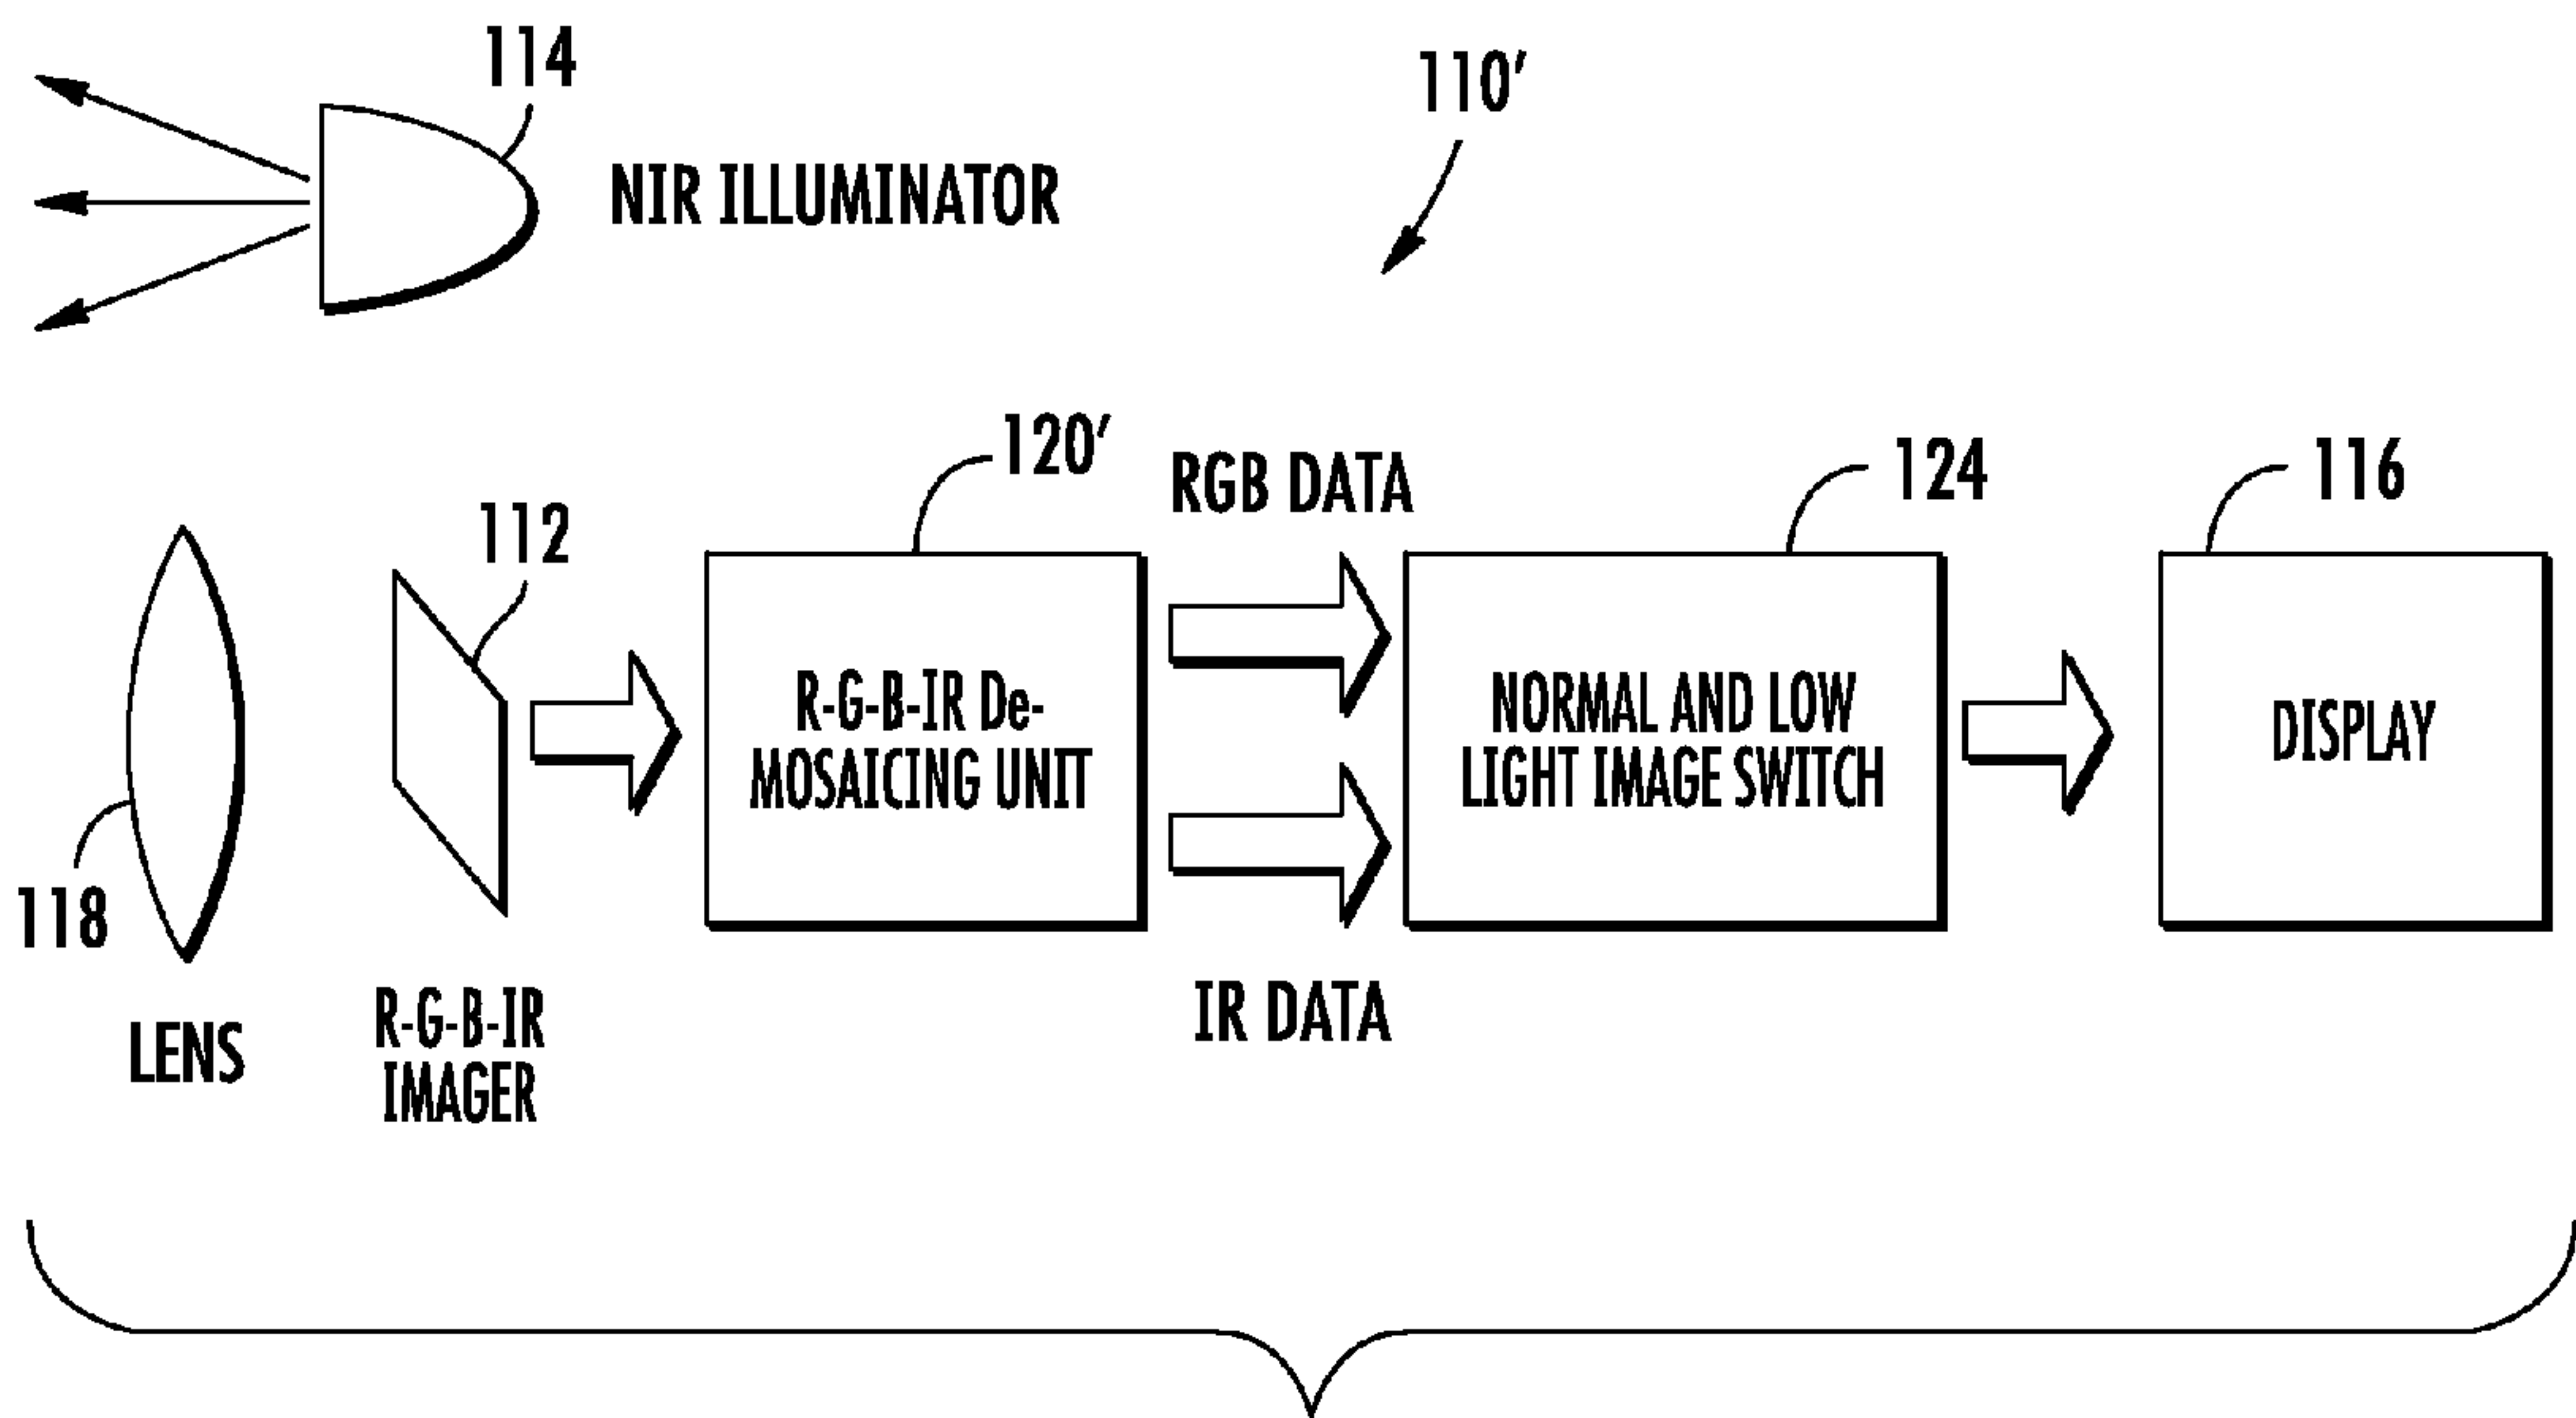 114
110′
NIR ILLUMINATOR
120′
RGB DATA
124
116
112
R-G-B-IR De-
MOSAICING UNIT
NORMAL AND LOW
LIGHT IMAGE SWITCH
DISPLAY
118
LENS
R-G-B-IR
IMAGER
IR DATA